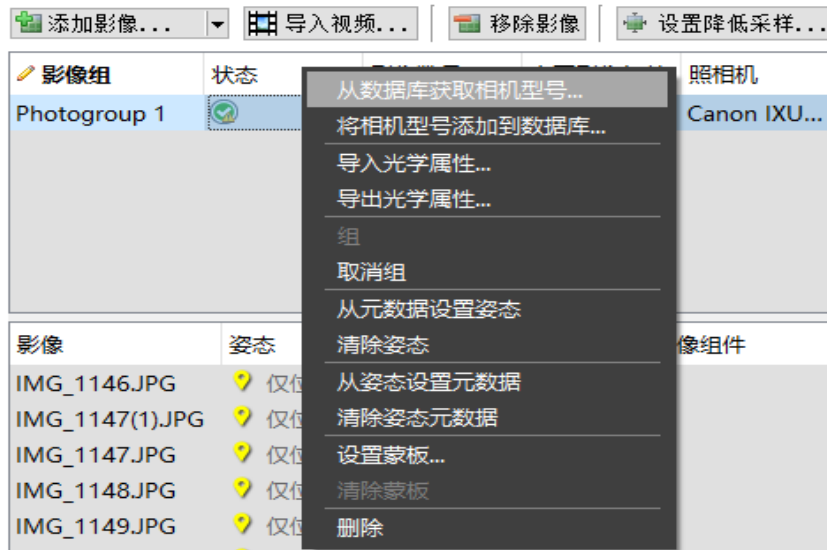 添加影像... 导入视频... 移除影像 设置降低采样...
影像组 状态 照相机
Photogroup 1 Canon IXU...
从数据库获取相机型号...
将相机型号添加到数据库...
导入光学属性...
导出光学属性...
组
取消组
从元数据设置姿态
清除姿态
从姿态设置元数据
清除姿态元数据
设置蒙板...
清除蒙板
删除
影像 姿态 像组件
IMG_1146.JPG 仅位
IMG_1147(1).JPG 仅位
IMG_1147.JPG 仅位
IMG_1148.JPG 仅位
IMG_1149.JPG 仅位